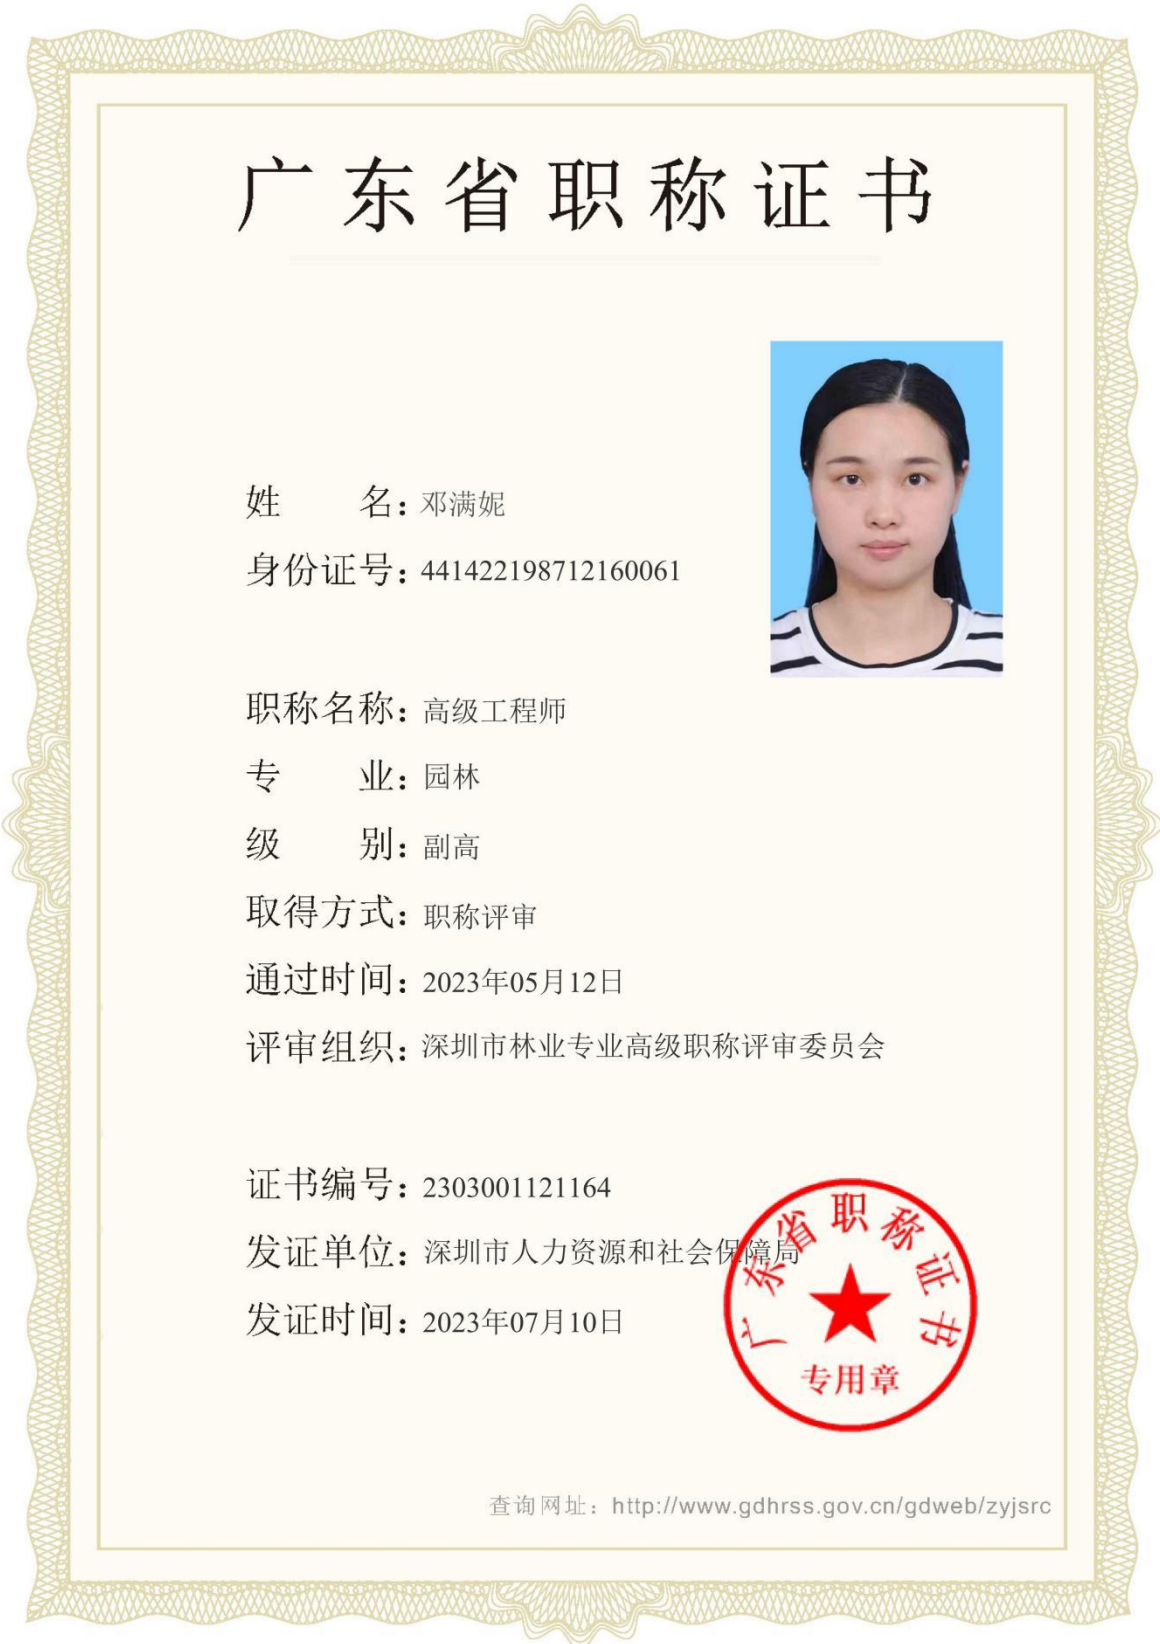 广东省职称证书
姓 名：邓满妮
身份证号：441422198712160061
职称名称：高级工程师
专 业：园林
级 别：副高
取得方式：职称评审
通过时间：2023年05月12日
评审组织：深圳市林业专业高级职称评审委员会
证书编号：2303001121164
发证单位：深圳市人力资源和社会保障局
发证时间：2023年07月10日
广东省职称证书
专用章
查询网址：http://www.gdhrss.gov.cn/gdweb/zyjsrc